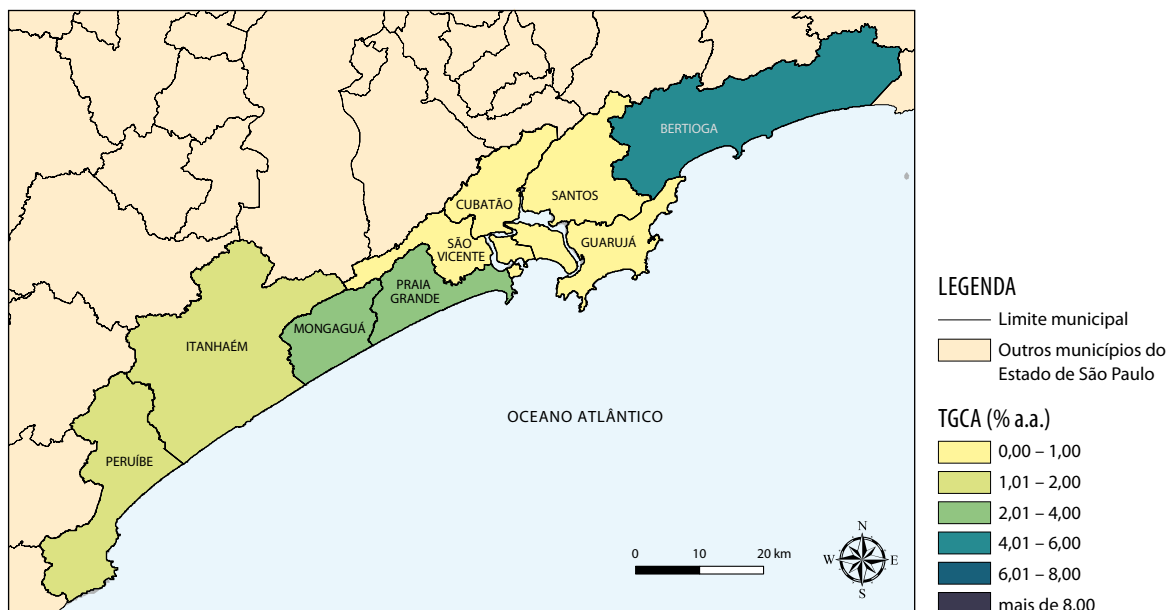 BERTIOGA
SANTOS
CUBATÃO
GUARUJÁ
SÃO
VICENTE
PRAIA
GRANDE
MONGAGUÁ
ITANHAÉM
PERUÍBE
OCEANO ATLÂNTICO
0 10 20 km
N
W E
S
LEGENDA
Limite municipal
Outros municípios do
Estado de São Paulo
TGCA (% a.a.)
0,00 – 1,00
1,01 – 2,00
2,01 – 4,00
4,01 – 6,00
6,01 – 8,00
mais de 8,00